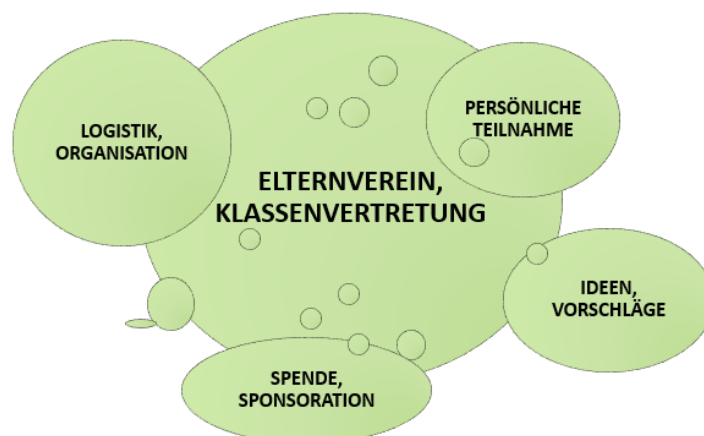 LOGISTIK,
ORGANISATION
PERSÖNLICHE
TEILNAHME
ELTERNVEREIN,
KLASSENVERTRETUNG
IDEEN,
VORSCHLÄGE
SPENDE,
SPONSORATION